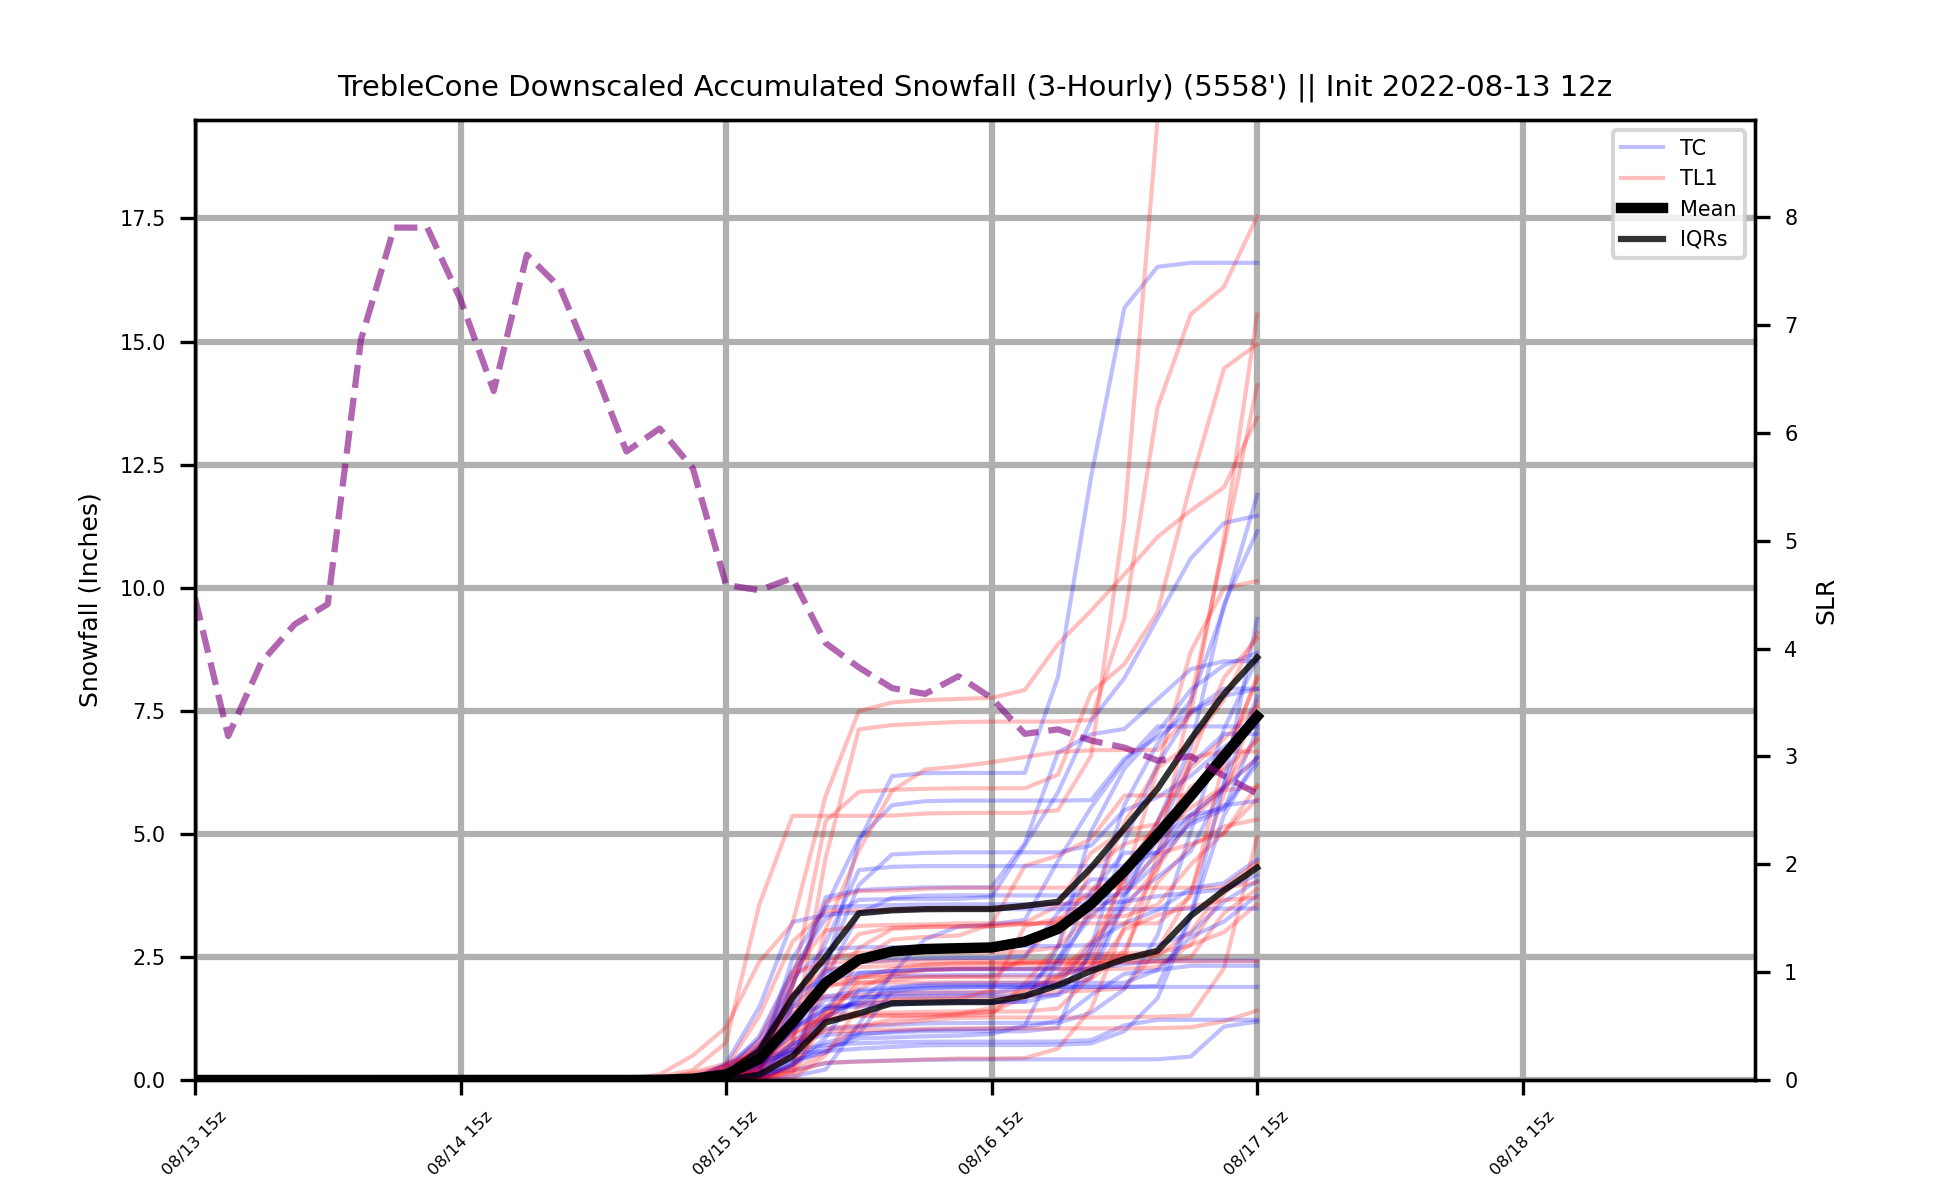 TrebleCone Downscaled Accumulated Snowfall (3-Hourly) (5558') || Init 2022-08-13 12z
TC
TL1
Mean
IQRs
Snowfall (Inches)
17.5
15.0
12.5
10.0
7.5
5.0
2.5
0.0
8
7
6
5
4
3
2
1
0
SLR
08/13 15z
08/14 15z
08/15 15z
08/16 15z
08/17 15z
08/18 15z